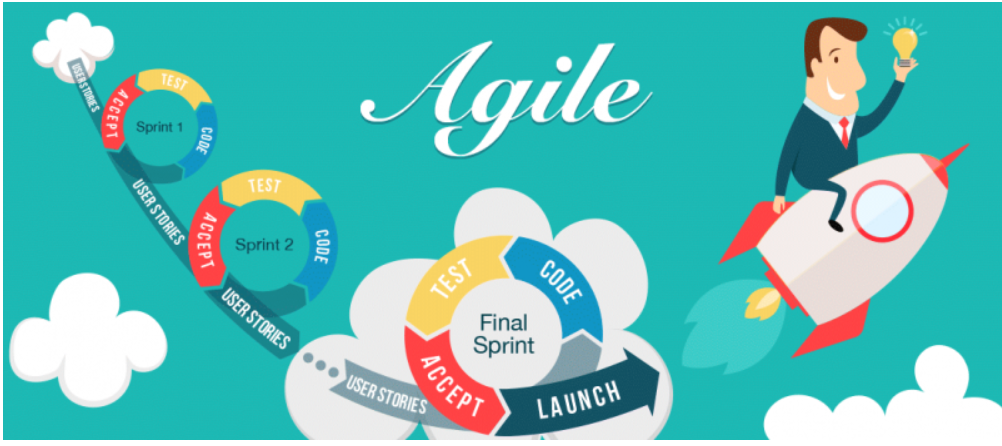 Agile
USER STORIES
TEST
CODE
ACCEPT
Sprint 1
USER STORIES
TEST
CODE
ACCEPT
Sprint 2
USER STORIES
USER STORIES
TEST
CODE
ACCEPT
Final
Sprint
LAUNCH